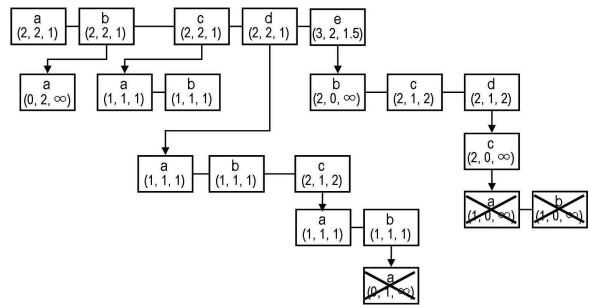 a b c d e
(2, 2, 1) (2, 2, 1) (2, 2, 1) (2, 2, 1) (3, 2, 1.5)
a a b b c d
(0, 2, ∞) (1, 1, 1) (1, 1, 1) (2, 0, ∞) (2, 1, 2) (2, 1, 2)
c
(2, 0, ∞)
a b c
(1, 1, 1) (1, 1, 1) (2, 1, 2)
a b
(1, 0, ∞) (1, 0, ∞)
a b
(1, 1, 1) (1, 1, 1)
a
(0, 1, ∞)